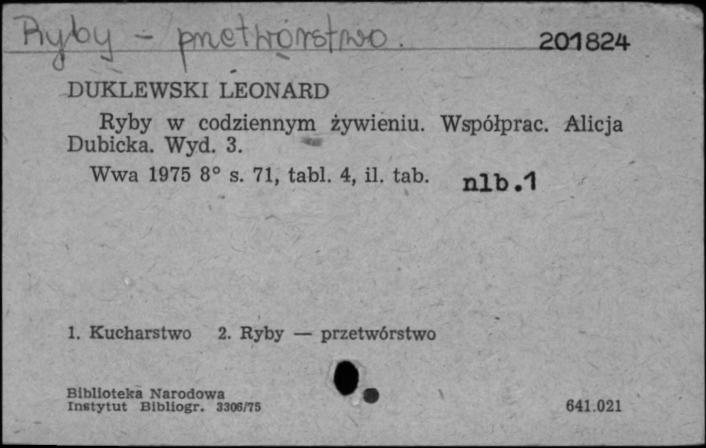 Ryby - przetwórstwo.
201824
DUKLEWSKI LEONARD
Ryby w codziennym żywieniu. Współprac. Alicja
Dubicka. Wyd. 3.
Wwa 1975 8° s. 71, tabl. 4, il. tab. nlb.1
1. Kucharstwo 2. Ryby — przetwórstwo
Biblioteka Narodowa
Instytut Bibliogr. 3306/75
641.021